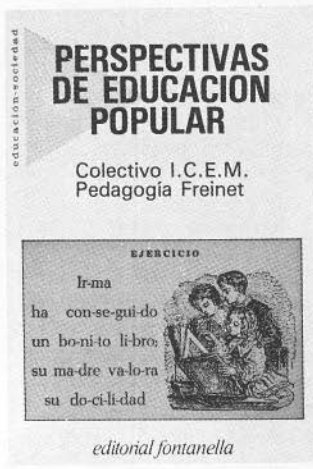 educación-sociedad
PERSPECTIVAS
DE EDUCACION
POPULAR
Colectivo I.C.E.M.
Pedagogía Freinet
EJERCICIO
Ir-ma
ha con-se-gui-do
un bo-ni-to li-bro;
su ma-dre va-lo-ra
su do-ci-li-dad
editorial fontanella